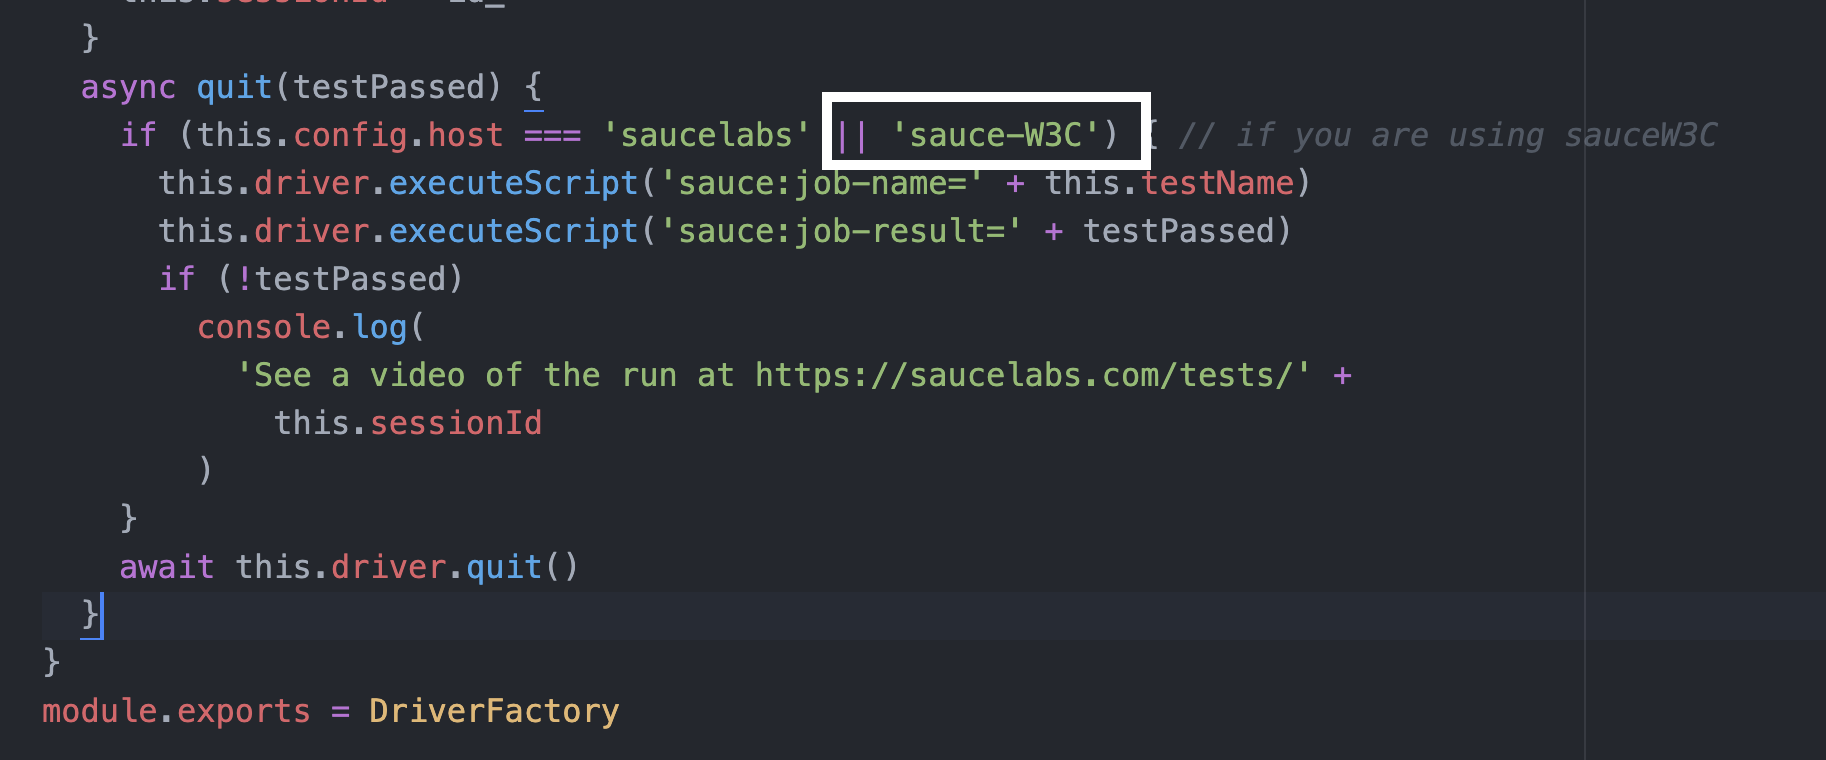 }
async quit(testPassed) {
if (this.config.host === 'saucelabs' || 'sauce-W3C') { // if you are using sauceW3C
this.driver.executeScript('sauce:job-name=' + this.testName)
this.driver.executeScript('sauce:job-result=' + testPassed)
if (!testPassed)
console.log(
'See a video of the run at https://saucelabs.com/tests/' +
this.sessionId
)
}
await this.driver.quit()
}
}
module.exports = DriverFactory